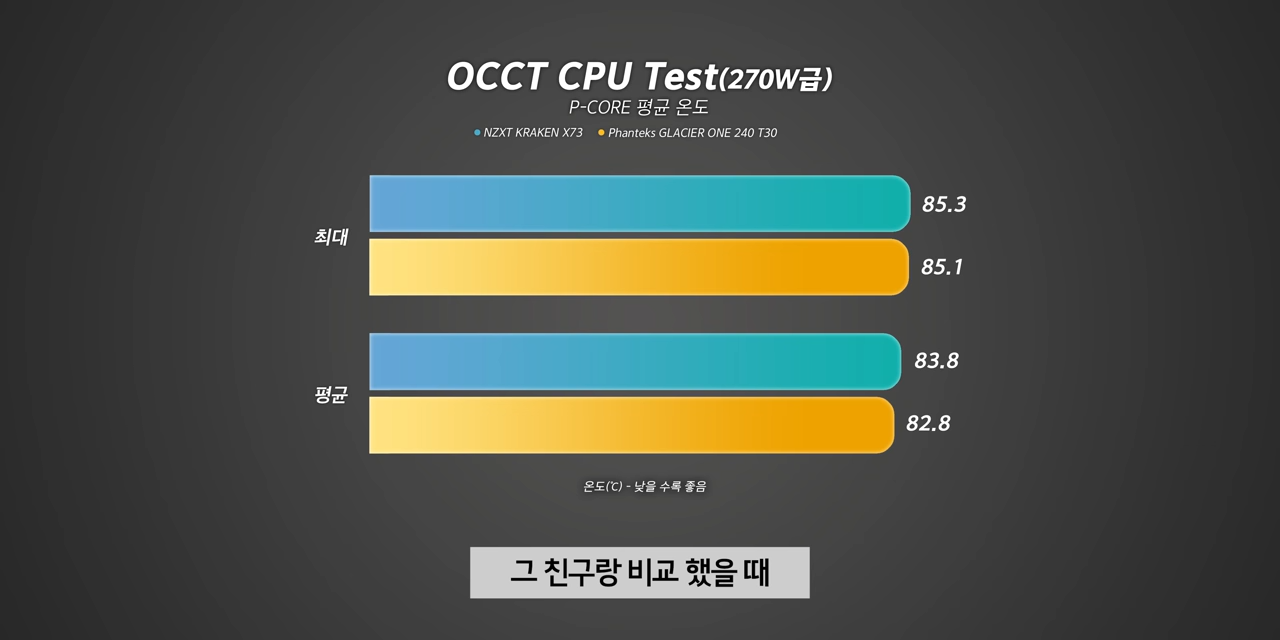 OCCT CPU Test(270W급)
P-CORE 평균 온도
NZXT KRAKEN X73 Phanteks GLACIER ONE 240 T30
최대
85.3
85.1
평균
83.8
82.8
온도(℃) - 낮을 수록 좋음
그 친구랑 비교 했을 때